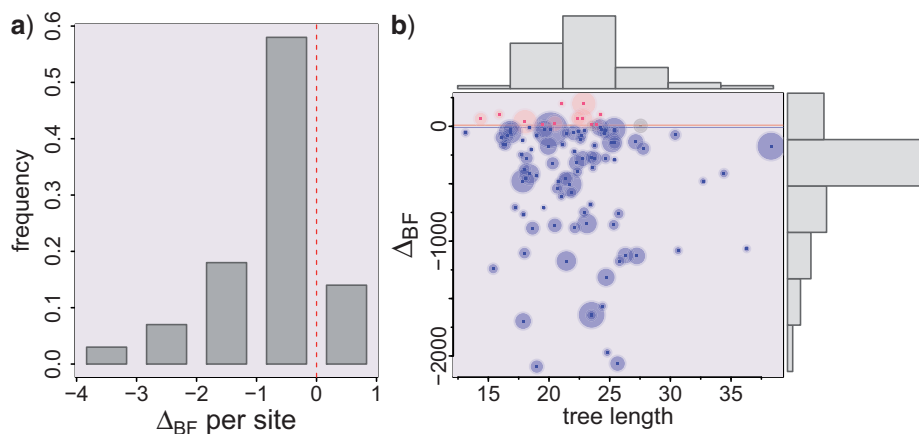 a)
frequency
0.6
0.5
0.4
0.3
0.2
0.1
0.0
−4 −3 −2 −1 0 1
ΔBF per site
b)
ΔBF
0
−1000
−2000
15 20 25 30 35
tree length